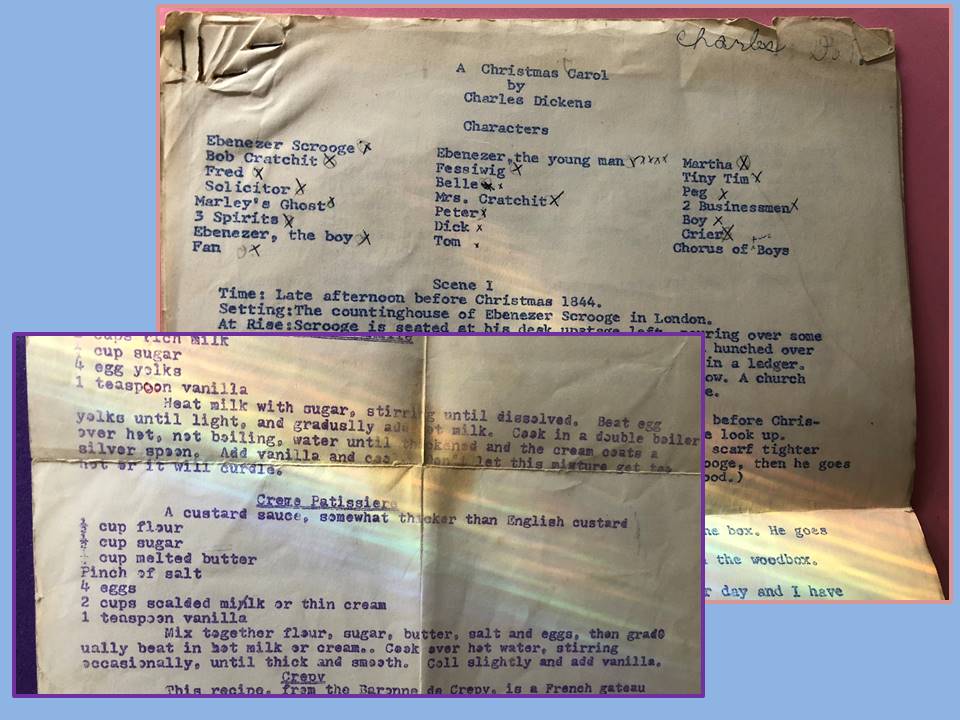 Charles
A Christmas Carol
by
Charles Dickens
Characters
Ebenezer Scrooge X
Bob Cratchit X
Fred X
Solicitor X
Marley's Ghost X
3 Spirits X
Ebenezer, the boy X
Fan X
Ebenezer,the young man
Fessiwig X
Belle
Mrs. Cratchit X
Peter X
Dick X
Tom X
Martha X
Tiny Tim X
Peg X
2 Businessmen X
Boy X
Crier X
Chorus of Boys
Scene I
Time: Late afternoon before Christmas 1844.
Setting:The countinghouse of Ebenezer Scrooge in London.
At Rise:Scrooge is seated at his desk upstage left, poring over some
hunched over
in a ledger.
ow. A church
e.
before Chris-
e look up.
scarf tighter
ooge, then he goes
ood.)
he box. He goes
the woodbox.
r day and I have
cups rich milk
cup sugar
4 egg yolks
1 teaspoon vanilla
Heat milk with sugar, stirring until dissolved. Beat egg
yolks until light, and graduslly add hot milk. Cook in a double boiler
over hot, not boiling, water until thickened and the cream coats a
silver spoon. Add vanilla and let this mixture get too
hot or it will curdle.
Creme Patissiere
A custard sauce, somewhat thicker than English custard
cup flour
cup sugar
cup melted butter
Pinch of salt
4 eggs
2 cups scalded milk or thin cream
1 teaspoon vanilla
Mix together flour, sugar, butter, salt and eggs, then grad
ually beat in hot milk or cream.. Cook over hot water, stirring
occasionally, until thick and smooth. Coll slightly and add vanilla.
Crepy
This recipe, from the Baronne de Crepy, is a French gateau